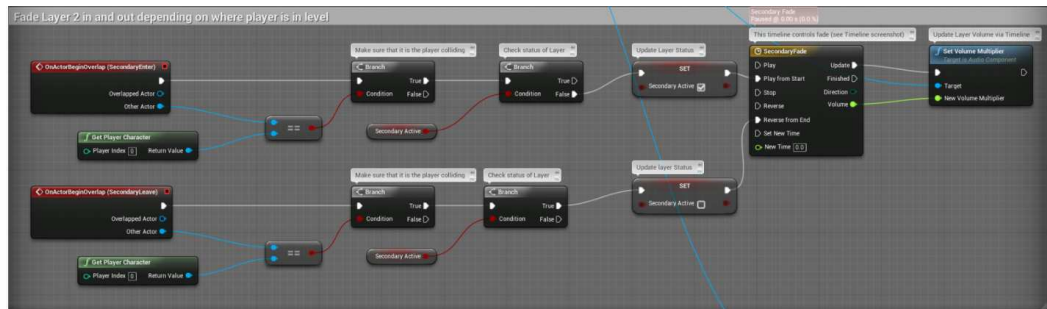 Fade Layer 2 in and out depending on where player is in level
Secondary Fade
Paused @ 0.00 s (0.0 %)
This timeline controls fade (see Timeline screenshot)
Update Layer Volume via Timeline
Make sure that it is the player colliding
Check status of Layer
Update Layer Status
OnActorBeginOverlap (SecondaryEnter)
Overlapped Actor
Other Actor
Get Player Character
Player Index 0 Return Value
==
Branch
True
Condition False
Secondary Active
Branch
True
Condition False
SET
Secondary Active
SecondaryFade
Play Update
Play from Start Finished
Stop Direction
Reverse Volume
Reverse from End
Set New Time
New Time 0.0
Set Volume Multiplier
Target is Audio Component
Target
New Volume Multiplier
Make sure that it is the player colliding
Check status of Layer
Update layer Status
OnActorBeginOverlap (SecondaryLeave)
Overlapped Actor
Other Actor
Get Player Character
Player Index 0 Return Value
==
Branch
True
Condition False
Secondary Active
Branch
True
Condition False
SET
Secondary Active